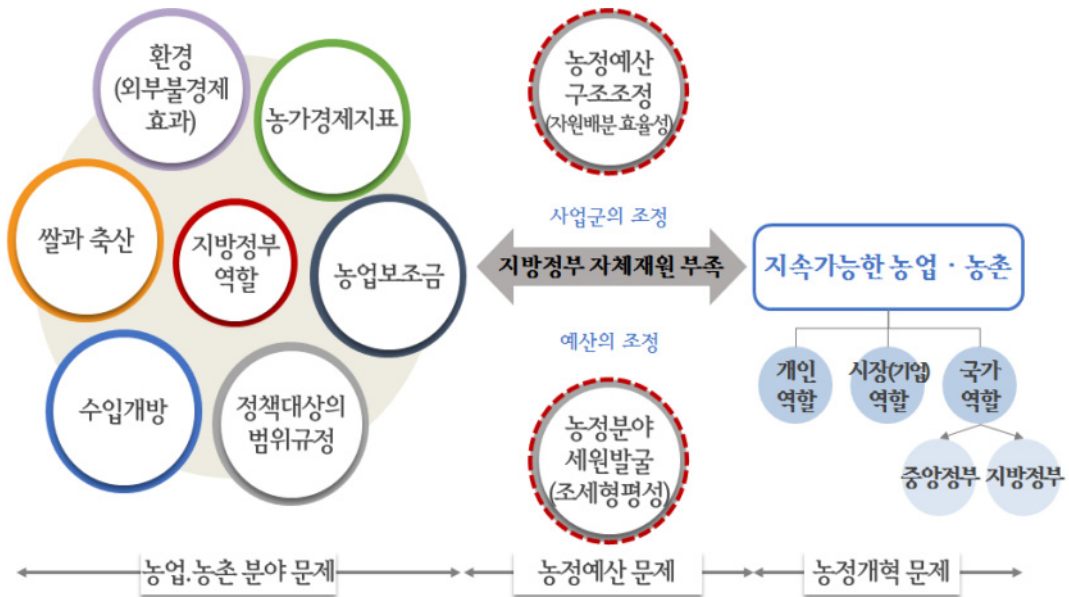 환경
(외부불경제
효과)
농가경제지표
쌀과 축산
지방정부
역할
농업보조금
수입개방
정책대상의
범위규정
농정예산
구조조정
(자원배분 효율성)
사업군의 조정
지방정부 자체재원 부족
예산의 조정
농정분야
세원발굴
(조세형평성)
지속가능한 농업 · 농촌
개인
역할
시장(기업)
역할
국가
역할
중앙정부
지방정부
농업.농촌 분야 문제
농정예산 문제
농정개혁 문제